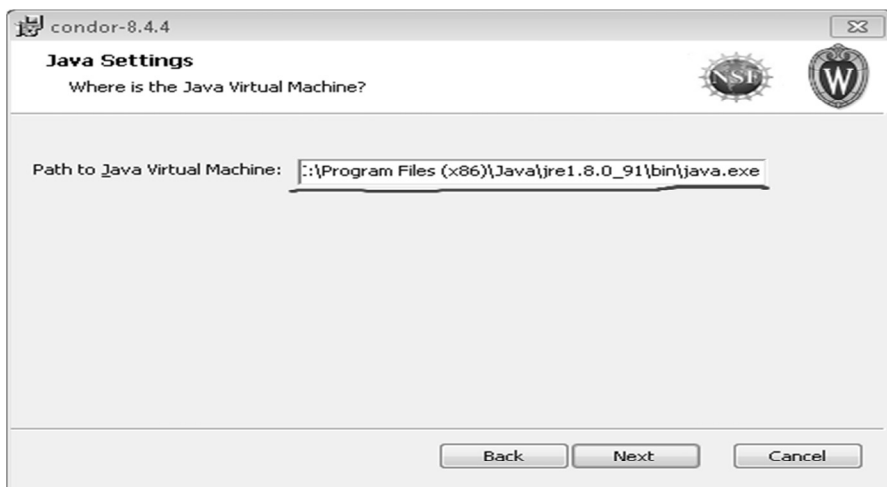 condor-8.4.4
Java Settings
Where is the Java Virtual Machine?
NSF
W
Path to Java Virtual Machine: :\Program Files (x86)\Java\jre1.8.0_91\bin\java.exe
Back Next Cancel